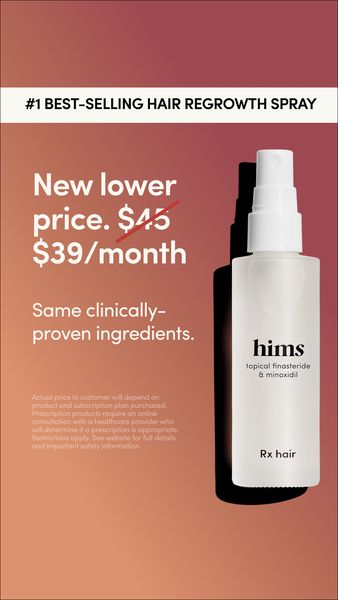 #1 BEST-SELLING HAIR REGROWTH SPRAY
New lower
price. $45
$39/month
Same clinically-
proven ingredients.
Actual price to customer will depend on
product and subscription plan purchased.
Prescription products require an online
consultation with a healthcare provider who
will determine if a prescription is appropriate.
Restrictions apply. See website for full details
and important safety information.
hims
topical finasteride
& minoxidil
Rx hair